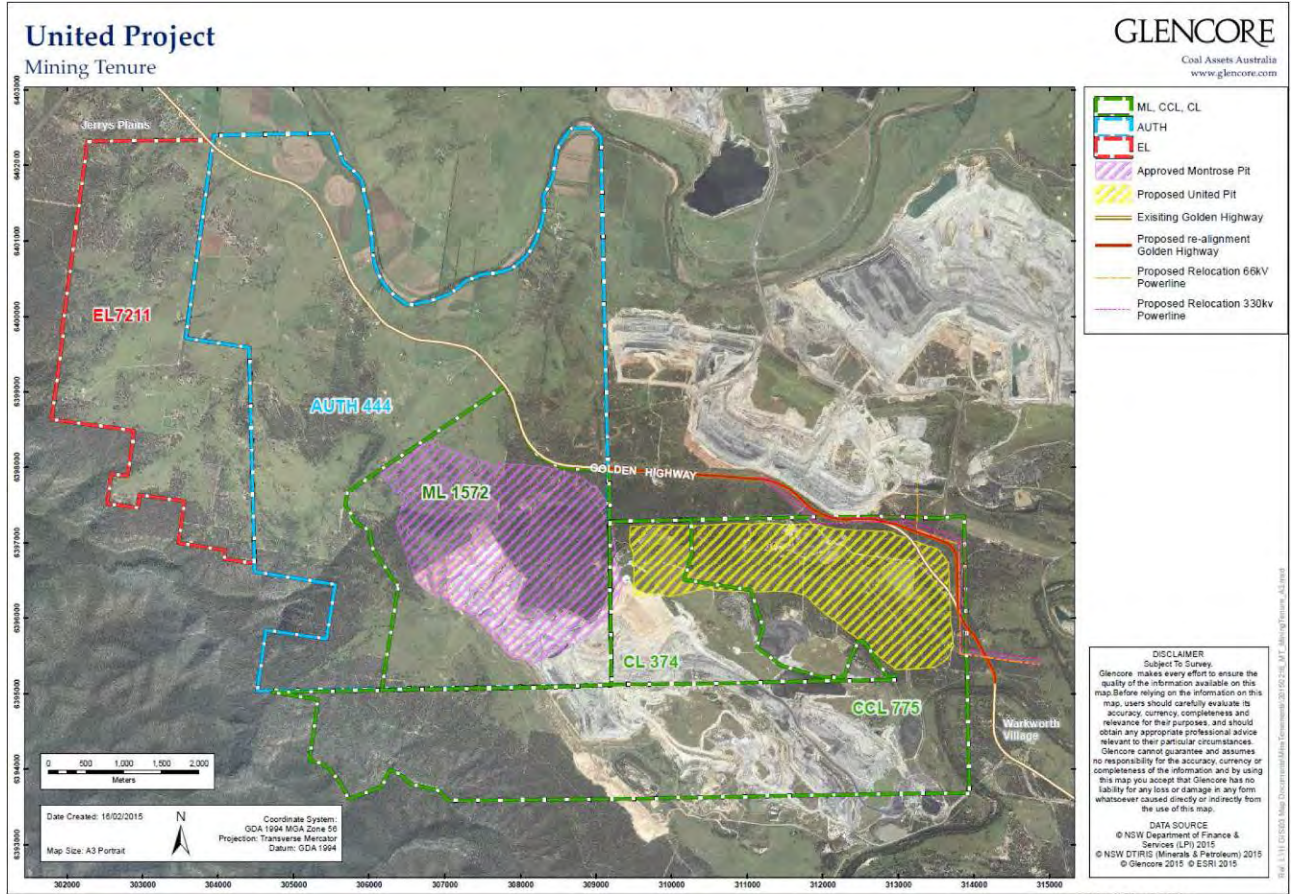 United Project
Mining Tenure
GLENCORE
Coal Assets Australia
www.glencore.com
ML, CCL, CL
AUTH
EL
Approved Montrose Pit
Proposed United Pit
Exisiting Golden Highway
Proposed re-alignment
Golden Highway
Proposed Relocation 66kV
Powerline
Proposed Relocation 330kv
Powerline
Jerrys Plains
EL7211
AUTH 444
ML 1572
GOLDEN HIGHWAY
CL 374
CCL 775
Warkworth
Village
6403000
6402000
6401000
6400000
6399000
6398000
6397000
6396000
6395000
6394000
6393000
0 500 1,000 1,500 2,000
Meters
Date Created: 16/02/2015
Map Size: A3 Portrait
N
Coordinate System:
GDA 1994 MGA Zone 56
Projection: Transverse Mercator
Datum: GDA 1994
302000 303000 304000 305000 306000 307000 308000 309000 310000 311000 312000 313000 314000 315000
DISCLAIMER
Subject To Survey.
Glencore makes every effort to ensure the
quality of the information available on this
map.Before relying on the information on this
map, users should carefully evaluate its
accuracy, currency, completeness and
relevance for their purposes, and should
obtain any appropriate professional advice
relevant to their particular circumstances.
Glencore cannot guarantee and assumes
no responsibility for the accuracy, currency or
completeness of the information and by using
this map you accept that Glencore has no
liability for any loss or damage in any form
whatsoever caused directly or indirectly from
the use of this map.
DATA SOURCE
© NSW Department of Finance &
Services (LPI) 2015
© NSW DTIRIS (Minerals & Petroleum) 2015
© Glencore 2015 © ESRI 2015